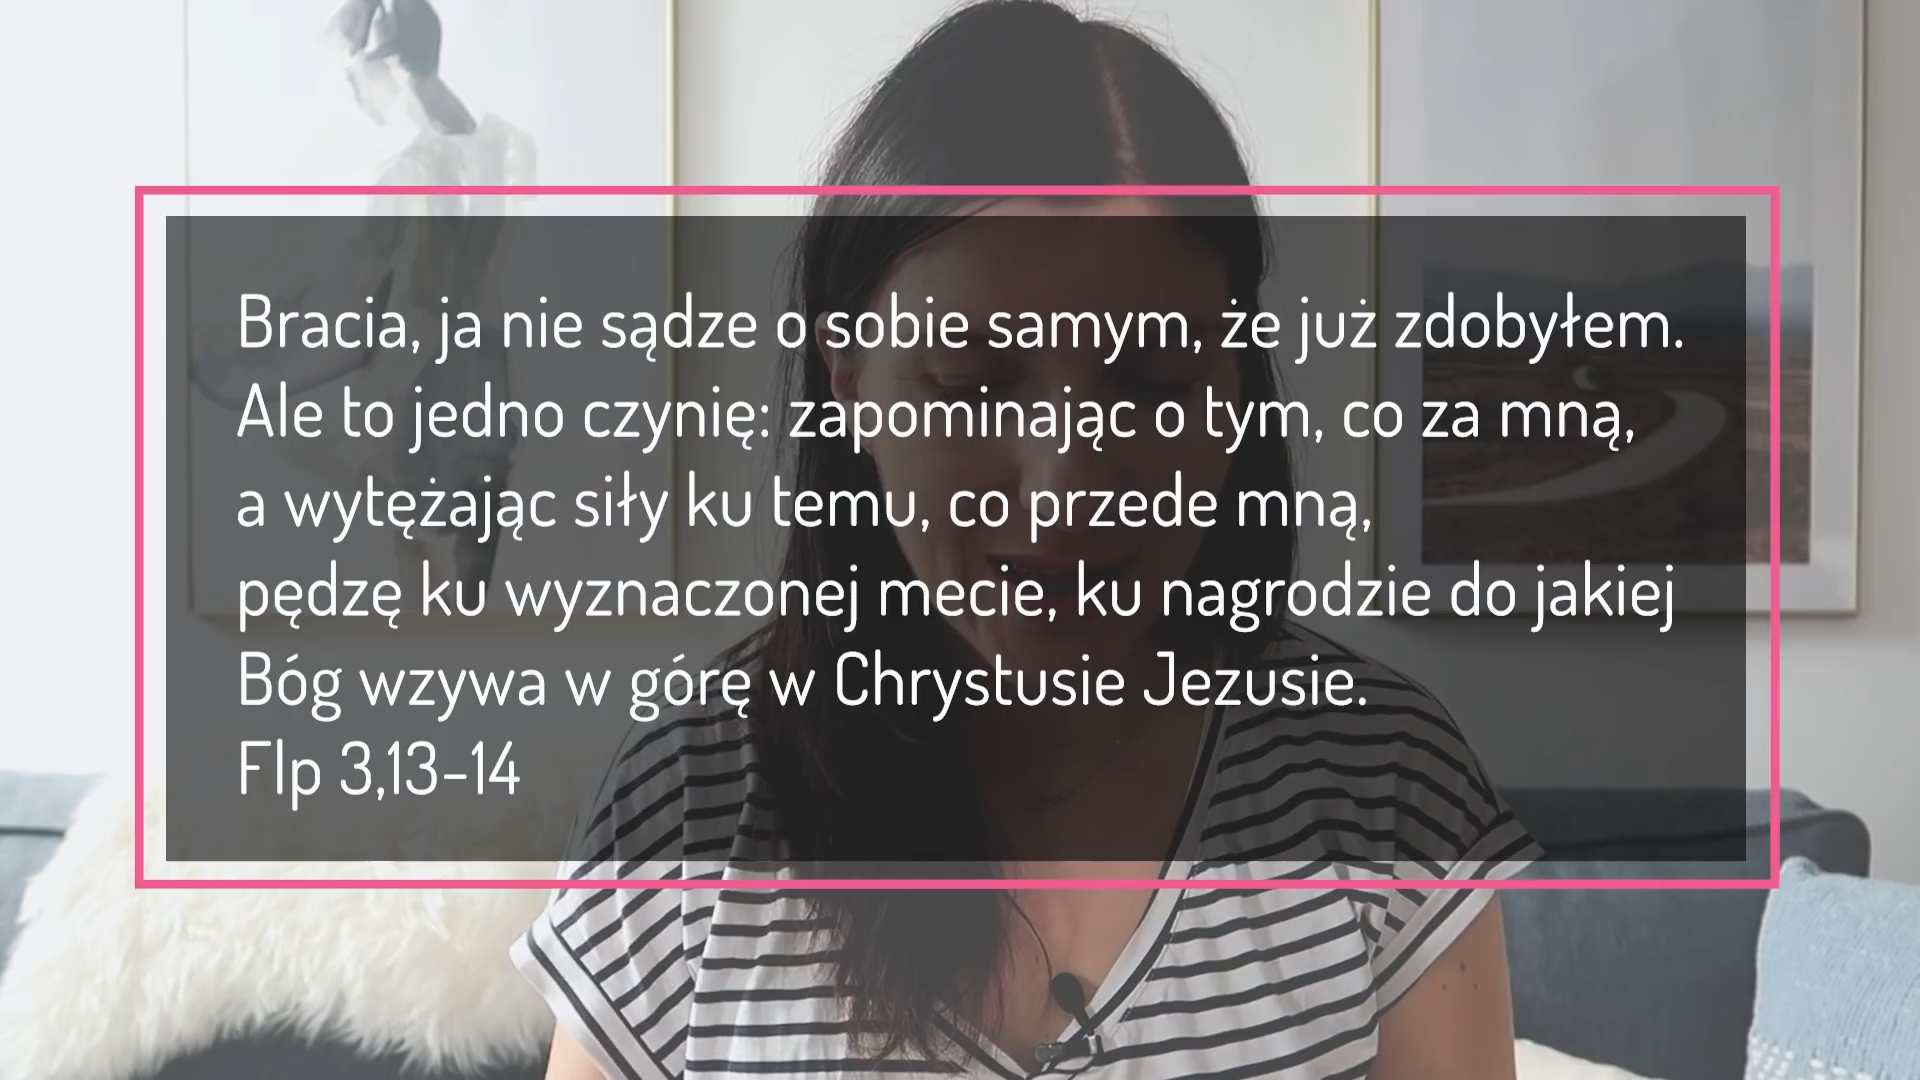 Bracia, ja nie sądze o sobie samym, że już zdobyłem.
Ale to jedno czynię: zapominając o tym, co za mną,
a wytężając siły ku temu, co przede mną,
pędzę ku wyznaczonej mecie, ku nagrodzie do jakiej
Bóg wzywa w górę w Chrystusie Jezusie.
Flp 3,13-14